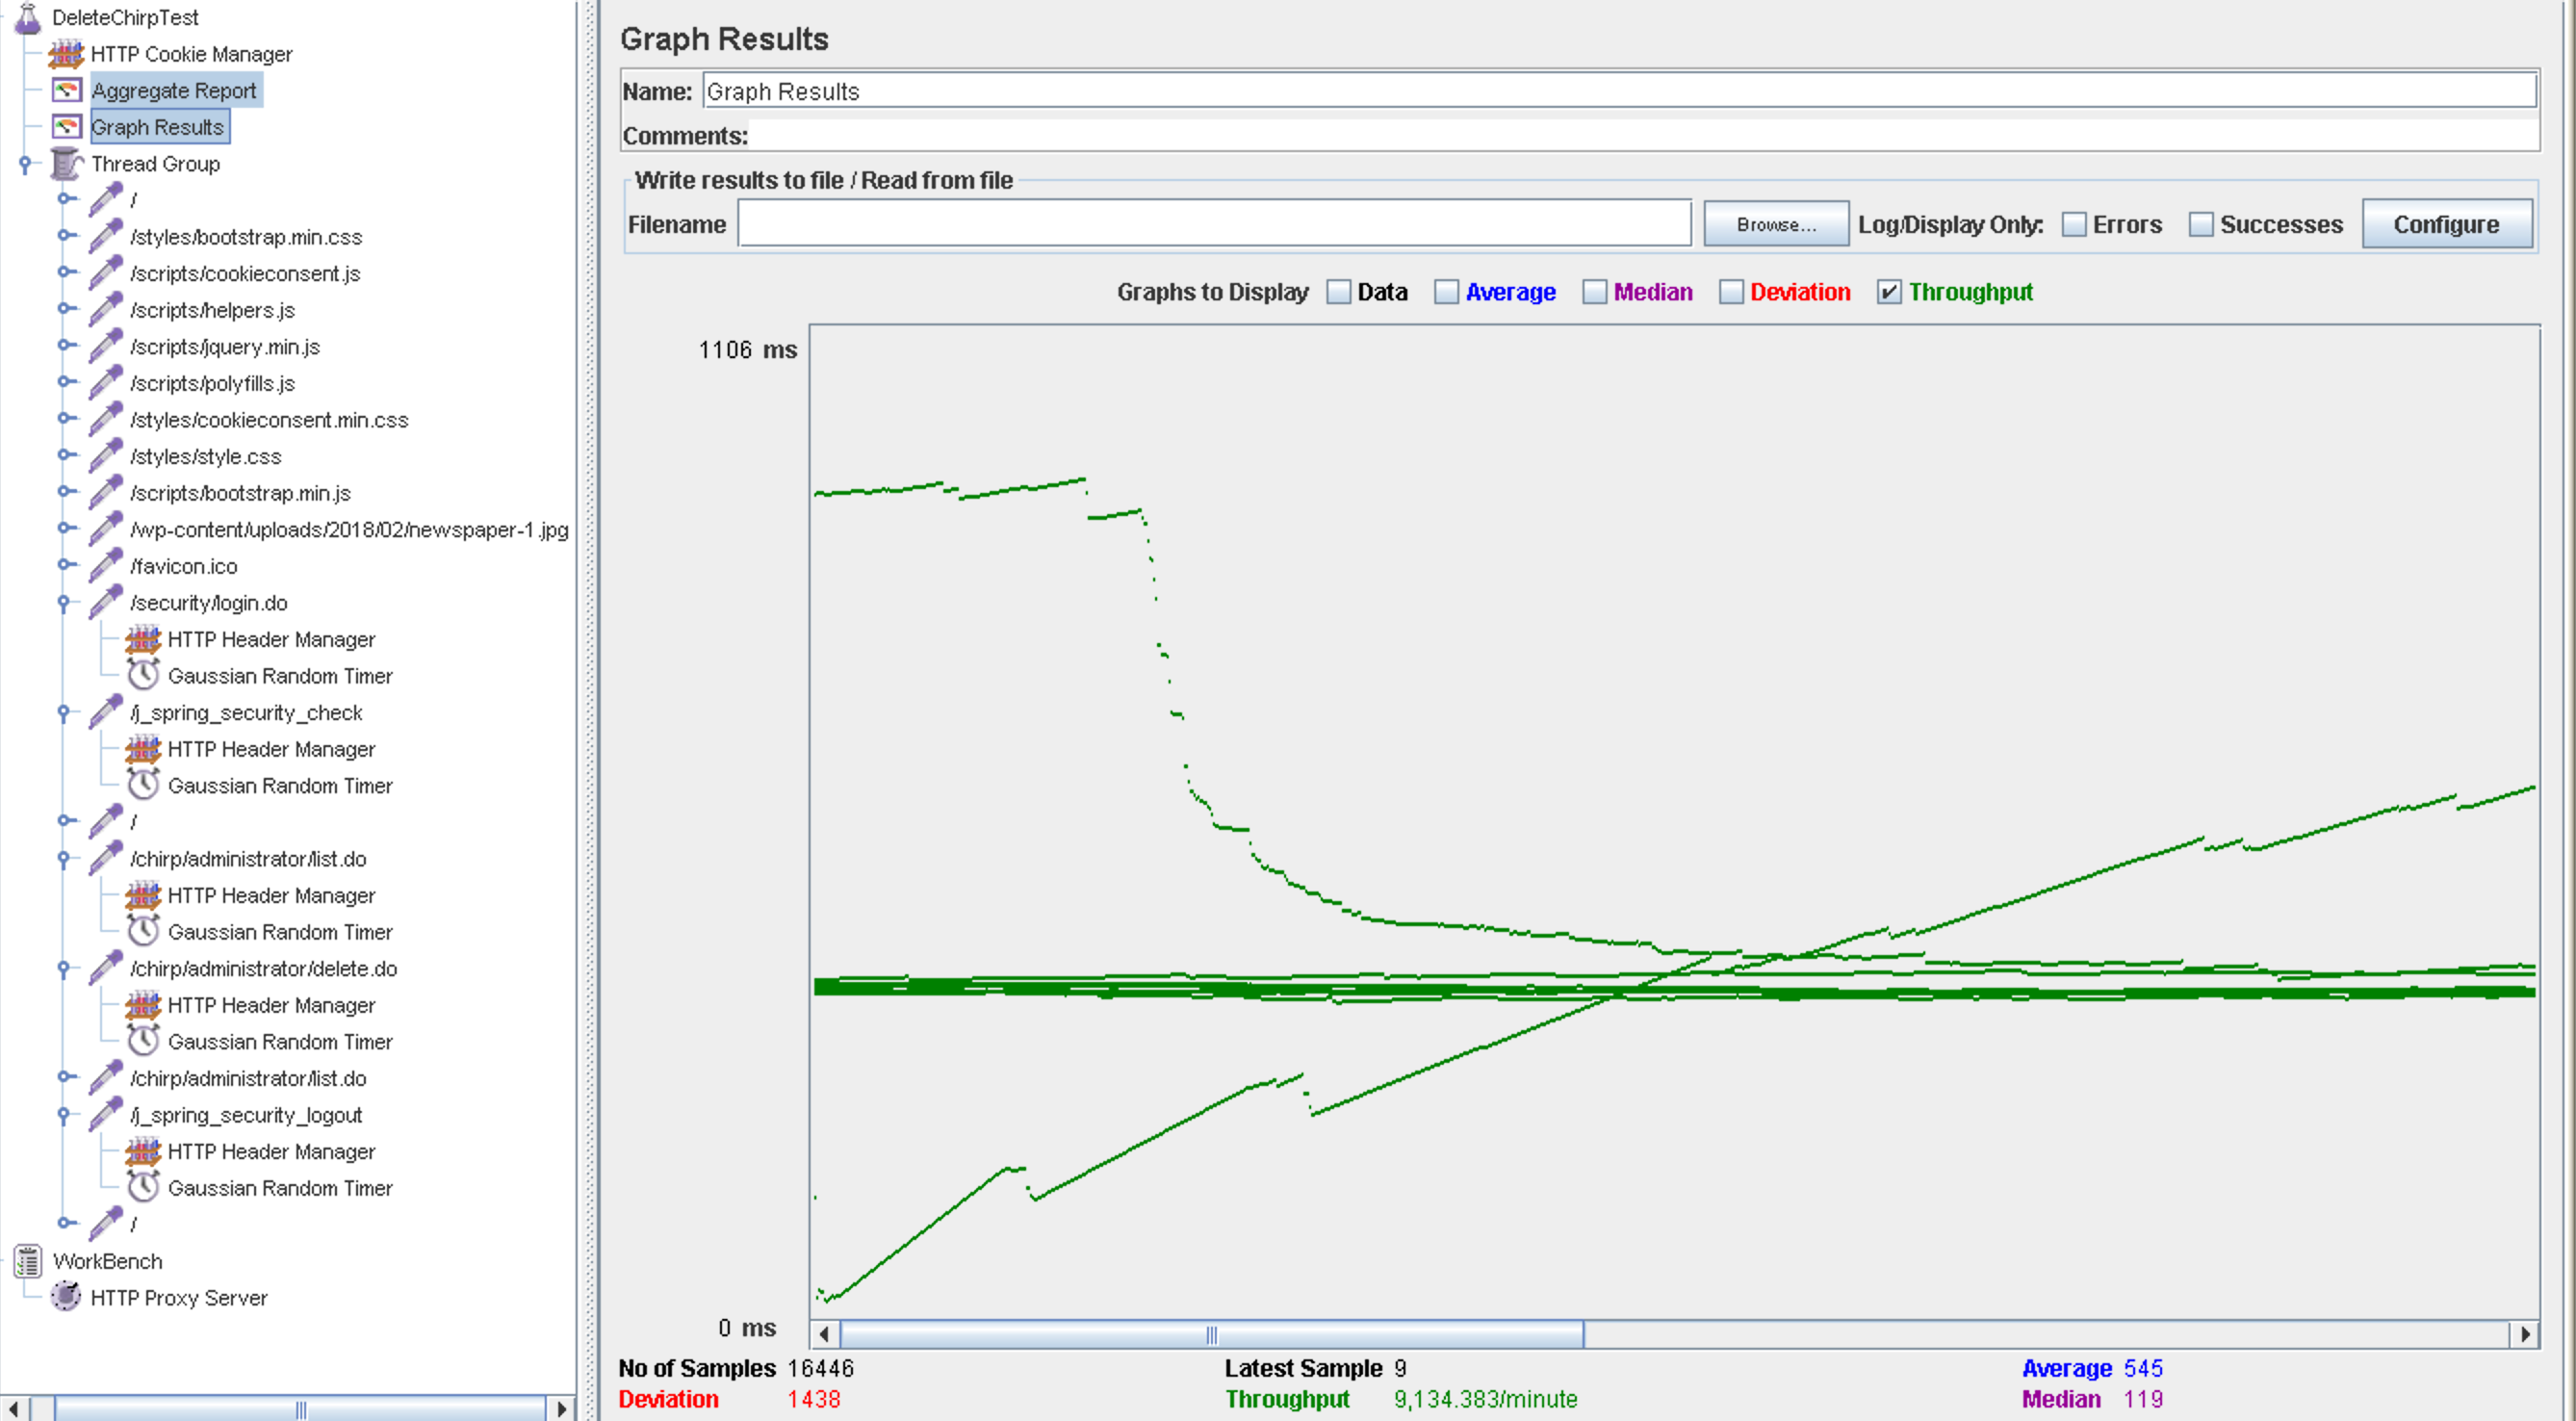 DeleteChirpTest
HTTP Cookie Manager
Aggregate Report
Graph Results
Thread Group
/
/styles/bootstrap.min.css
/scripts/cookieconsent.js
/scripts/helpers.js
/scripts/jquery.min.js
/scripts/polyfills.js
/styles/cookieconsent.min.css
/styles/style.css
/scripts/bootstrap.min.js
/wp-content/uploads/2018/02/newspaper-1.jpg
/favicon.ico
/security/login.do
HTTP Header Manager
Gaussian Random Timer
/j_spring_security_check
HTTP Header Manager
Gaussian Random Timer
/
/chirp/administrator/list.do
HTTP Header Manager
Gaussian Random Timer
/chirp/administrator/delete.do
HTTP Header Manager
Gaussian Random Timer
/chirp/administrator/list.do
/j_spring_security_logout
HTTP Header Manager
Gaussian Random Timer
/
WorkBench
HTTP Proxy Server
Graph Results
Name: Graph Results
Comments:
Write results to file / Read from file
Filename Browse... Log/Display Only: Errors Successes Configure
Graphs to Display Data Average Median Deviation Throughput
1106 ms
0 ms
No of Samples 16446 Latest Sample 9 Average 545
Deviation 1438 Throughput 9,134.383/minute Median 119